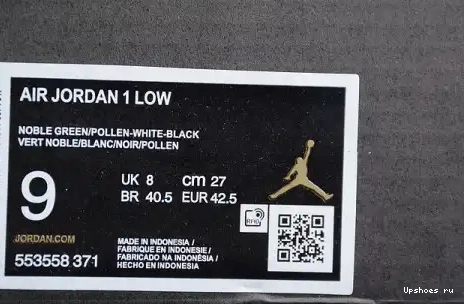 AIR JORDAN 1 LOW
NOBLE GREEN/POLLEN-WHITE-BLACK
VERT NOBLE/BLANC/NOIR/POLLEN
9
UK 8 cm 27
BR 40.5 EUR 42.5
RFID
JORDAN.COM
553558 371
MADE IN INDONESIA /
FABRIQUE EN INDONESIE /
FABRICADO NA INDONÉSIA /
HECHO EN INDONESIA
Upshoes ru